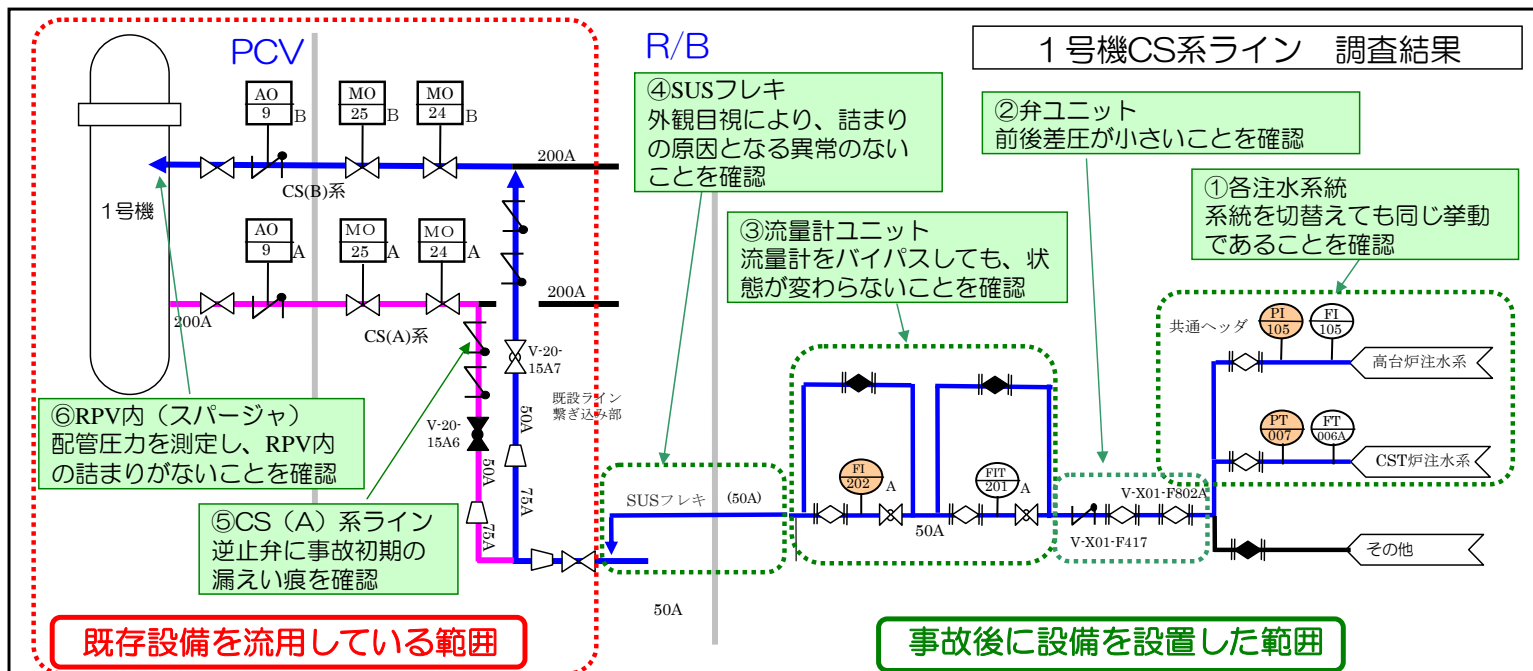 1号機CS系ライン 調査結果
PCV
R/B
④SUSフレキ
外観目視により、詰まり
の原因となる異常のない
ことを確認
②弁ユニット
前後差圧が小さいことを確認
①各注水系統
系統を切替えても同じ挙動
であることを確認
③流量計ユニット
流量計をバイパスしても、状
態が変わらないことを確認
AO
9
B
MO
25
B
MO
24
B
200A
CS(B)系
1号機
AO
9
A
MO
25
A
MO
24
A
200A
200A
CS(A)系
V-20-
15A7
V-20-
15A6
既設ライン
繋ぎ込み部
50A
50A
75A
75A
⑥RPV内(スパージャ)
配管圧力を測定し、RPV内
の詰まりがないことを確認
⑤CS(A)系ライン
逆止弁に事故初期の
漏えい痕を確認
SUSフレキ
(50A)
50A
FI
202
A
FIT
201
A
50A
V-X01-F802A
V-X01-F417
共通ヘッダ
PI
105
FI
105
高台炉注水系
PT
007
FT
006A
CST炉注水系
その他
既存設備を流用している範囲
事故後に設備を設置した範囲